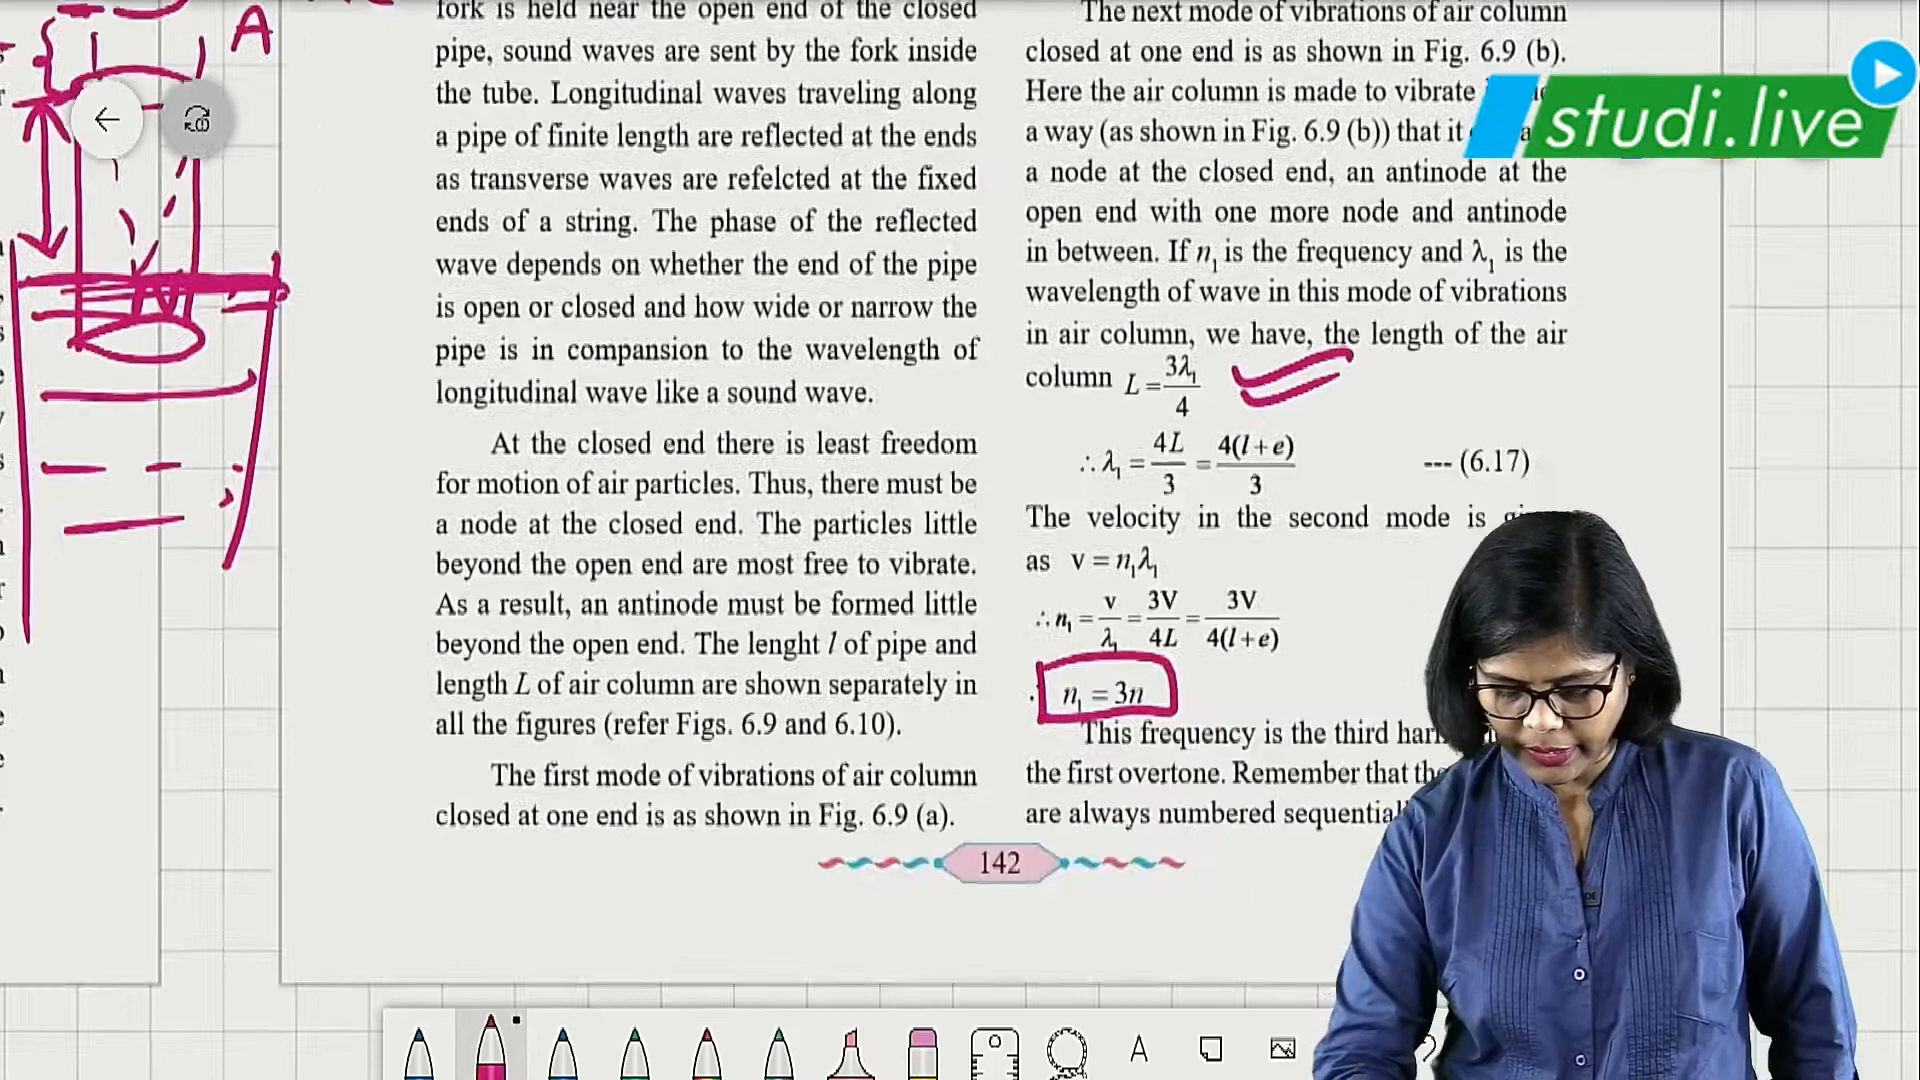 A
fork is held near the open end of the closed
pipe, sound waves are sent by the fork inside
the tube. Longitudinal waves traveling along
a pipe of finite length are reflected at the ends
as transverse waves are refelcted at the fixed
ends of a string. The phase of the reflected
wave depends on whether the end of the pipe
is open or closed and how wide or narrow the
pipe is in compansion to the wavelength of
longitudinal wave like a sound wave.
At the closed end there is least freedom
for motion of air particles. Thus, there must be
a node at the closed end. The particles little
beyond the open end are most free to vibrate.
As a result, an antinode must be formed little
beyond the open end. The lenght l of pipe and
length L of air column are shown separately in
all the figures (refer Figs. 6.9 and 6.10).
The first mode of vibrations of air column
closed at one end is as shown in Fig. 6.9 (a).
The next mode of vibrations of air column
closed at one end is as shown in Fig. 6.9 (b).
Here the air column is made to vibrate
a way (as shown in Fig. 6.9 (b)) that it
a node at the closed end, an antinode at the
open end with one more node and antinode
in between. If n₁ is the frequency and λ₁ is the
wavelength of wave in this mode of vibrations
in air column, we have, the length of the air
column L = 3λ₁/4
∴ λ₁ = 4L/3 = 4(l+e)/3 --- (6.17)
The velocity in the second mode is
as v = n₁λ₁
∴ n₁ = v/λ₁ = 3V/4L = 3V/4(l+e)
n₁ = 3n
This frequency is the third
the first overtone. Remember that
are always numbered
142
studi.live
A